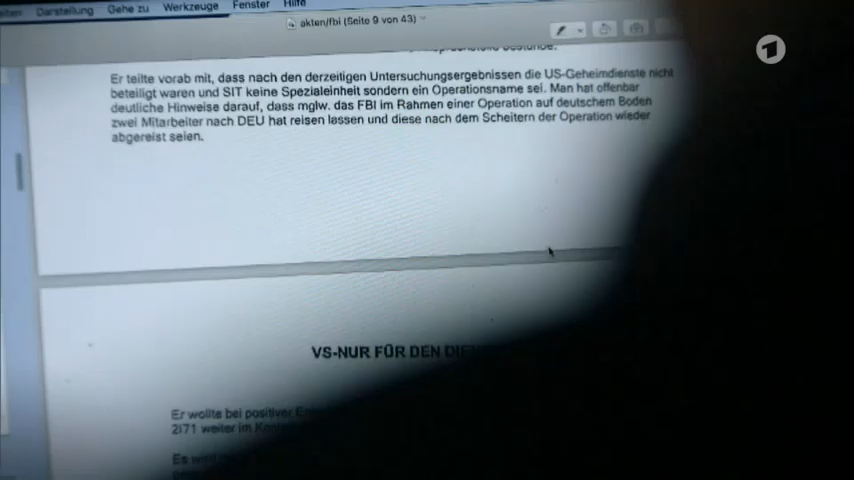 Darstellung Gehe zu Werkzeuge Fenster Hilfe
akten/fbi (Seite 9 von 43)
1
Er teilte vorab mit, dass nach den derzeitigen Untersuchungsergebnissen die US-Geheimdienste nicht
beteiligt waren und SIT keine Spezialeinheit sondern ein Operationsname sei. Man hat offenbar
deutliche Hinweise darauf, dass mglw. das FBI im Rahmen einer Operation auf deutschem Boden
zwei Mitarbeiter nach DEU hat reisen lassen und diese nach dem Scheitern der Operation wieder
abgereist seien.
VS-NUR FÜR DEN
Er wollte bei positiver
2/71 weiter im
Es